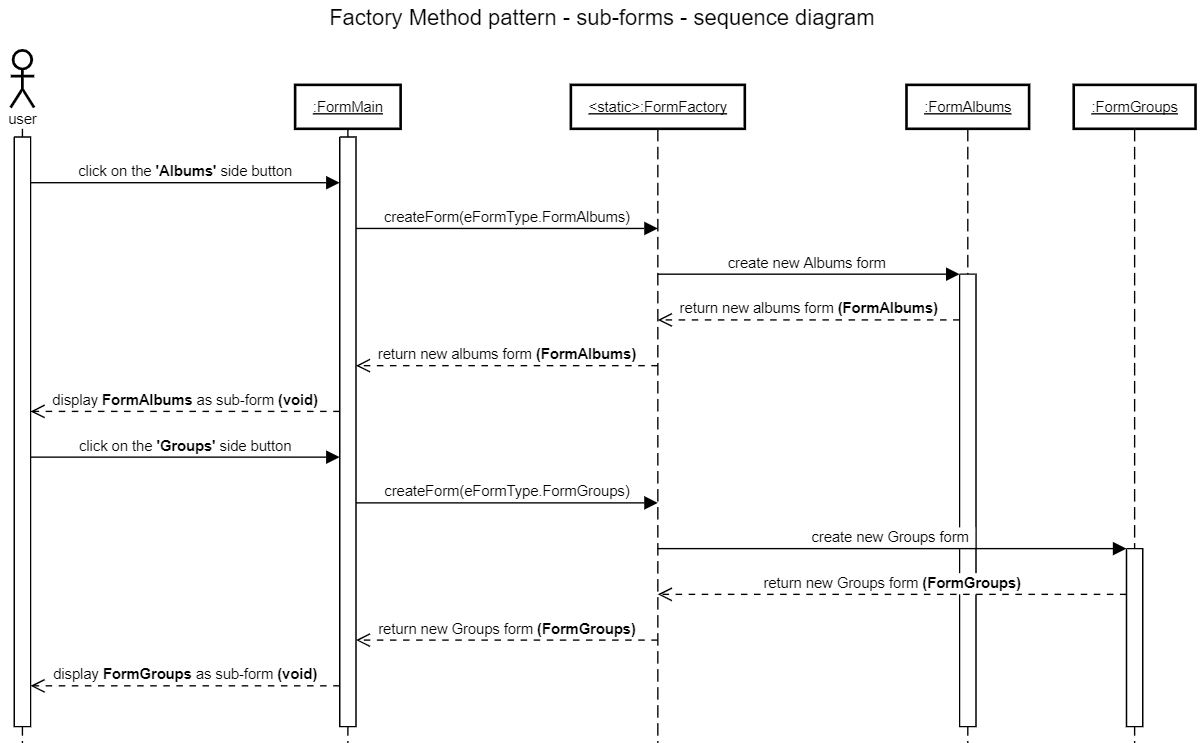 Factory Method pattern - sub-forms - sequence diagram
user
:FormMain
<static>:FormFactory
:FormAlbums
:FormGroups
click on the 'Albums' side button
createForm(eFormType.FormAlbums)
create new Albums form
return new albums form (FormAlbums)
return new albums form (FormAlbums)
display FormAlbums as sub-form (void)
click on the 'Groups' side button
createForm(eFormType.FormGroups)
create new Groups form
return new Groups form (FormGroups)
return new Groups form (FormGroups)
display FormGroups as sub-form (void)